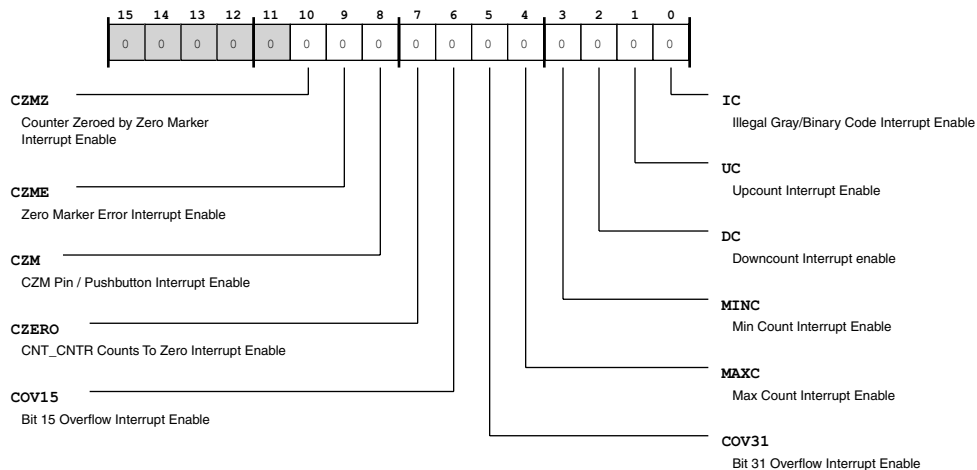 15 14 13 12 11 10 9 8 7 6 5 4 3 2 1 0
0 0 0 0 0 0 0 0 0 0 0 0 0 0 0 0
CZMZ
Counter Zeroed by Zero Marker
Interrupt Enable
CZME
Zero Marker Error Interrupt Enable
CZM
CZM Pin / Pushbutton Interrupt Enable
CZERO
CNT_CNTR Counts To Zero Interrupt Enable
COV15
Bit 15 Overflow Interrupt Enable
IC
Illegal Gray/Binary Code Interrupt Enable
UC
Upcount Interrupt Enable
DC
Downcount Interrupt enable
MINC
Min Count Interrupt Enable
MAXC
Max Count Interrupt Enable
COV31
Bit 31 Overflow Interrupt Enable